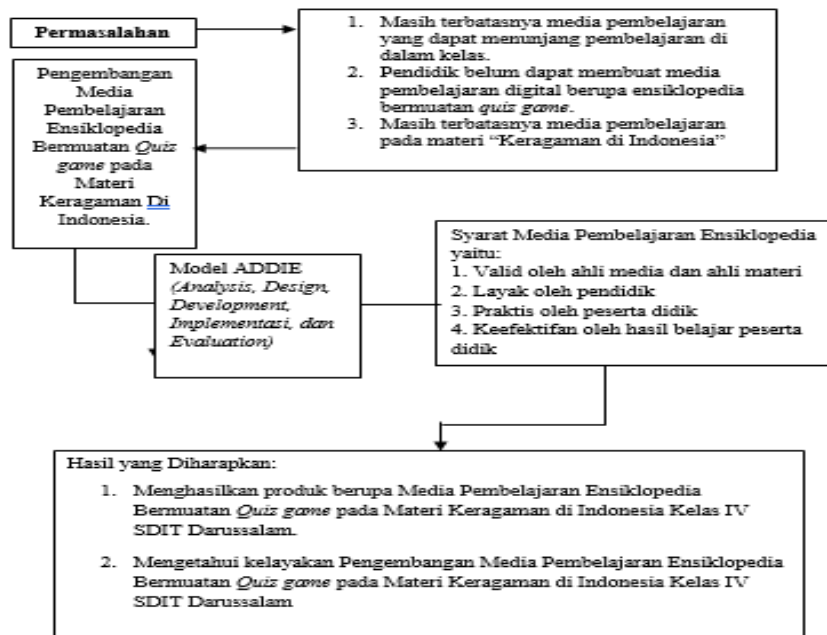 Permasalahan
1. Masih terbatasnya media pembelajaran
yang dapat menunjang pembelajaran di
dalam kelas.
2. Pendidik belum dapat membuat media
pembelajaran digital berupa ensiklopedia
bermuatan quiz game.
3. Masih terbatasnya media pembelajaran
pada materi “Keragaman di Indonesia”
Pengembangan
Media
Pembelajaran
Ensiklopedia
Bermuatan Quiz
game pada
Materi
Keragaman Di
Indonesia.
Model ADDIE
(Analysis, Design,
Development,
Implementasi, dan
Evaluation)
Syarat Media Pembelajaran Ensiklopedia
yaitu:
1. Valid oleh ahli media dan ahli materi
2. Layak oleh pendidik
3. Praktis oleh peserta didik
4. Keefektifan oleh hasil belajar peserta
didik
Hasil yang Diharapkan:
1. Menghasilkan produk berupa Media Pembelajaran Ensiklopedia
Bermuatan Quiz game pada Materi Keragaman di Indonesia Kelas IV
SDIT Darussalam.
2. Mengetahui kelayakan Pengembangan Media Pembelajaran Ensiklopedia
Bermuatan Quiz game pada Materi Keragaman di Indonesia Kelas IV
SDIT Darussalam